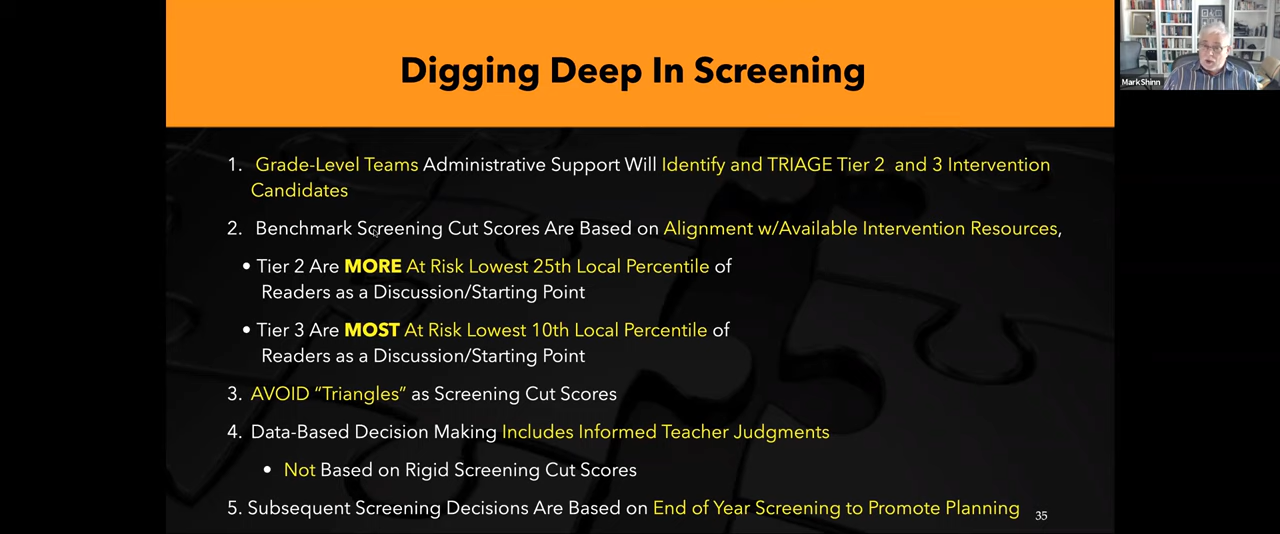 Digging Deep In Screening
Mark Shinn
1. Grade-Level Teams Administrative Support Will Identify and TRIAGE Tier 2 and 3 Intervention
Candidates
2. Benchmark Screening Cut Scores Are Based on Alignment w/Available Intervention Resources,
• Tier 2 Are MORE At Risk Lowest 25th Local Percentile of
Readers as a Discussion/Starting Point
• Tier 3 Are MOST At Risk Lowest 10th Local Percentile of
Readers as a Discussion/Starting Point
3. AVOID “Triangles” as Screening Cut Scores
4. Data-Based Decision Making Includes Informed Teacher Judgments
• Not Based on Rigid Screening Cut Scores
5. Subsequent Screening Decisions Are Based on End of Year Screening to Promote Planning
35